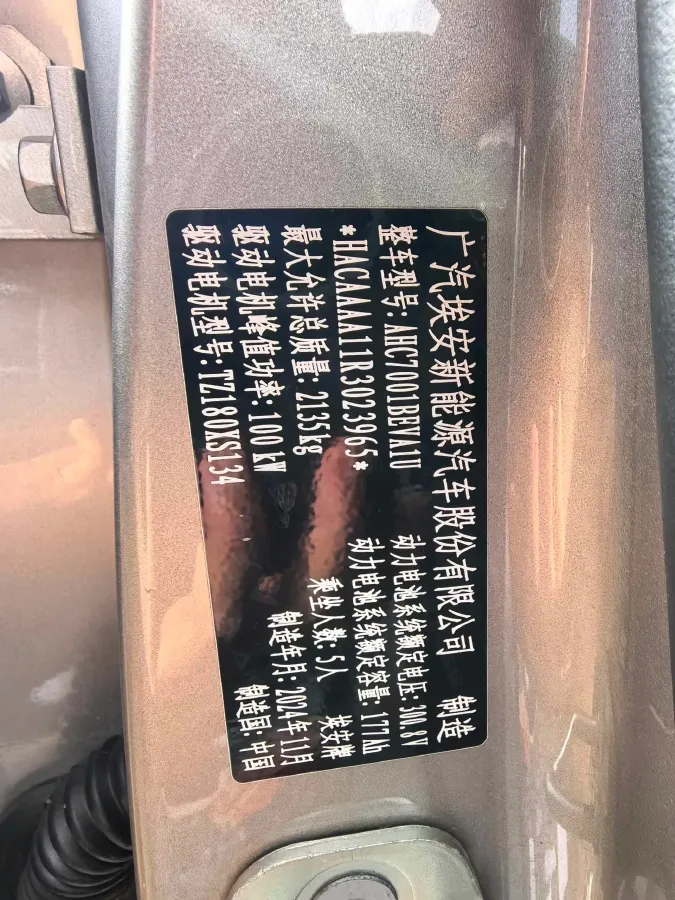 广汽埃安新能源汽车股份有限公司 制造
整车型号: AHC7001BEVA1U 动力电池系统额定电压: 300.8V
*HACAAAA11R3023965* 动力电池系统额定容量: 177Ah
最大允许总质量: 2135kg 乘坐人数: 5人 埃安牌
驱动电机峰值功率: 100 kW 制造年月: 2024年11月
驱动电机型号: TZ180XS134 制造国: 中国